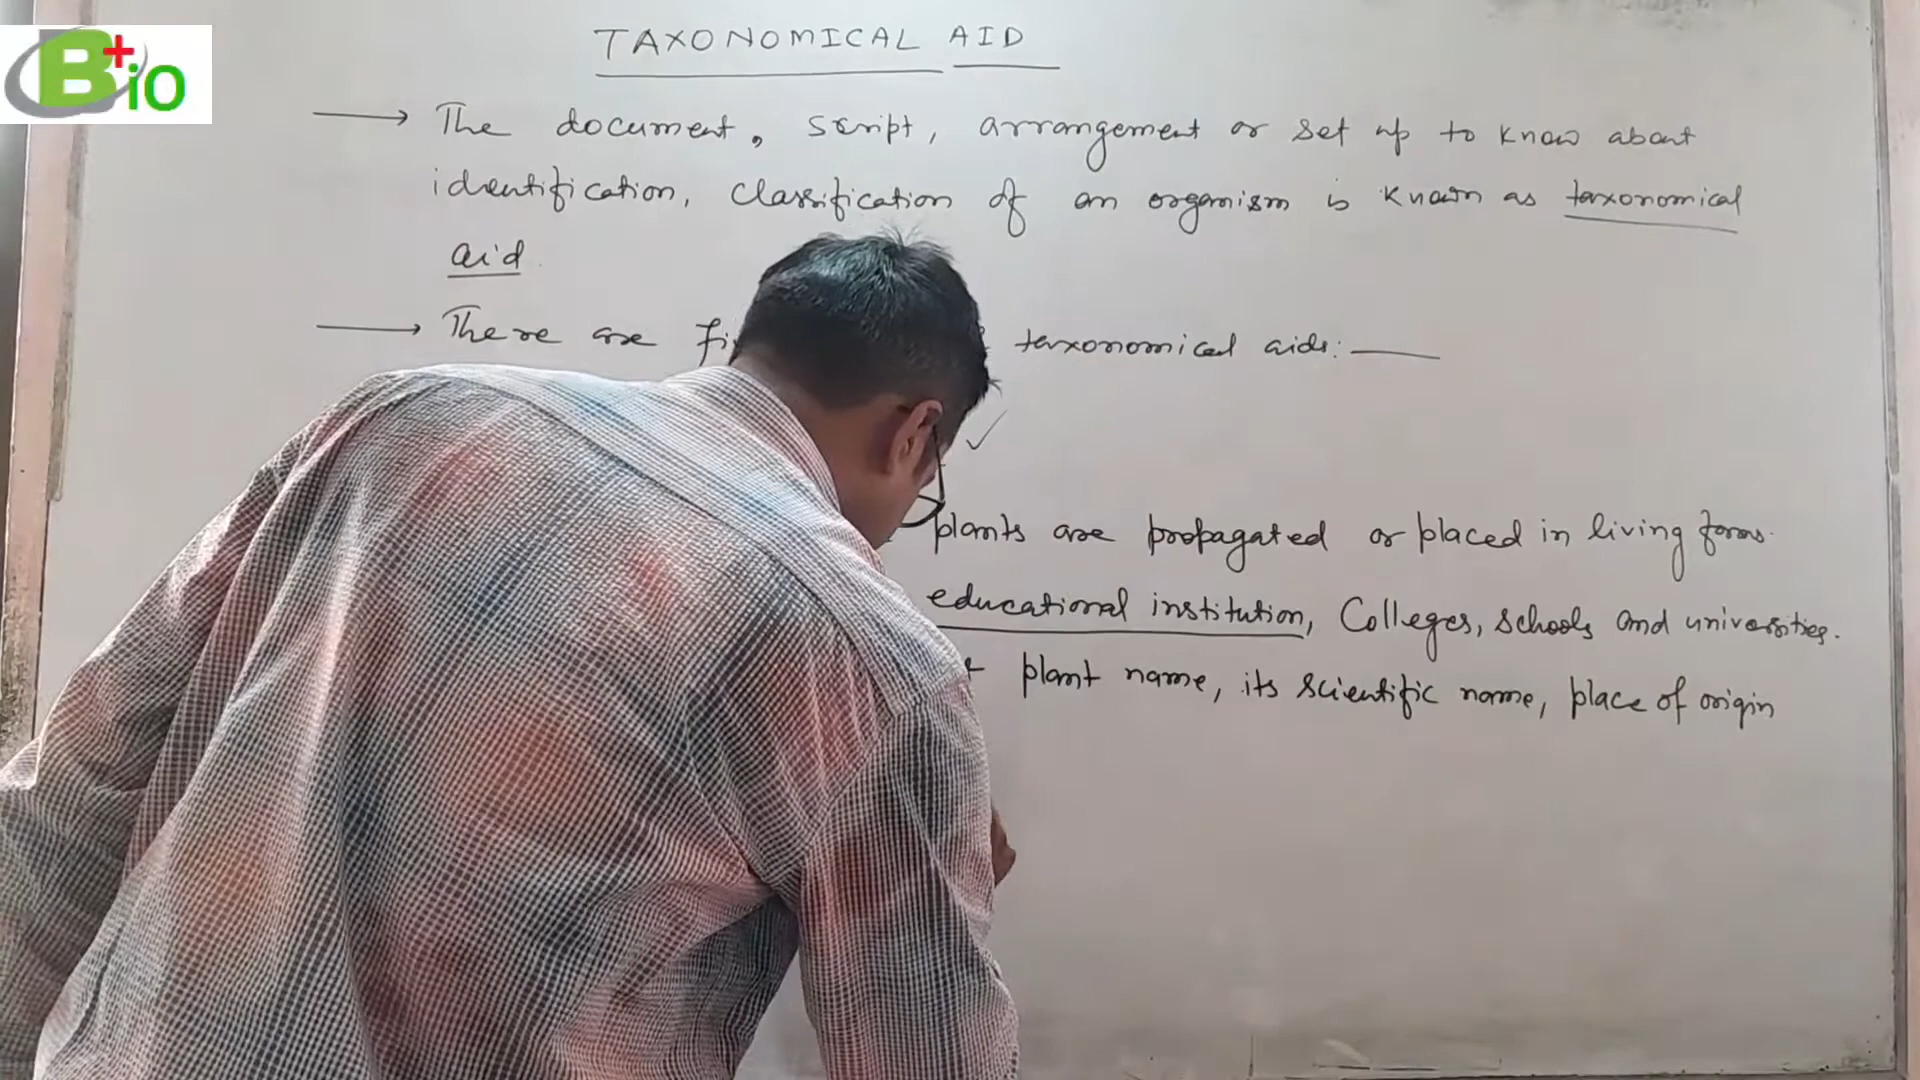 B+iO
TAXONOMICAL AID
The document, script, arrangement or set up to know about
identification, classification of an organism is known as taxonomical
aid
There are taxonomical aids:
plants are propagated or placed in living forms.
educational institution, Colleges, schools and universities.
plant name, its scientific name, place of origin